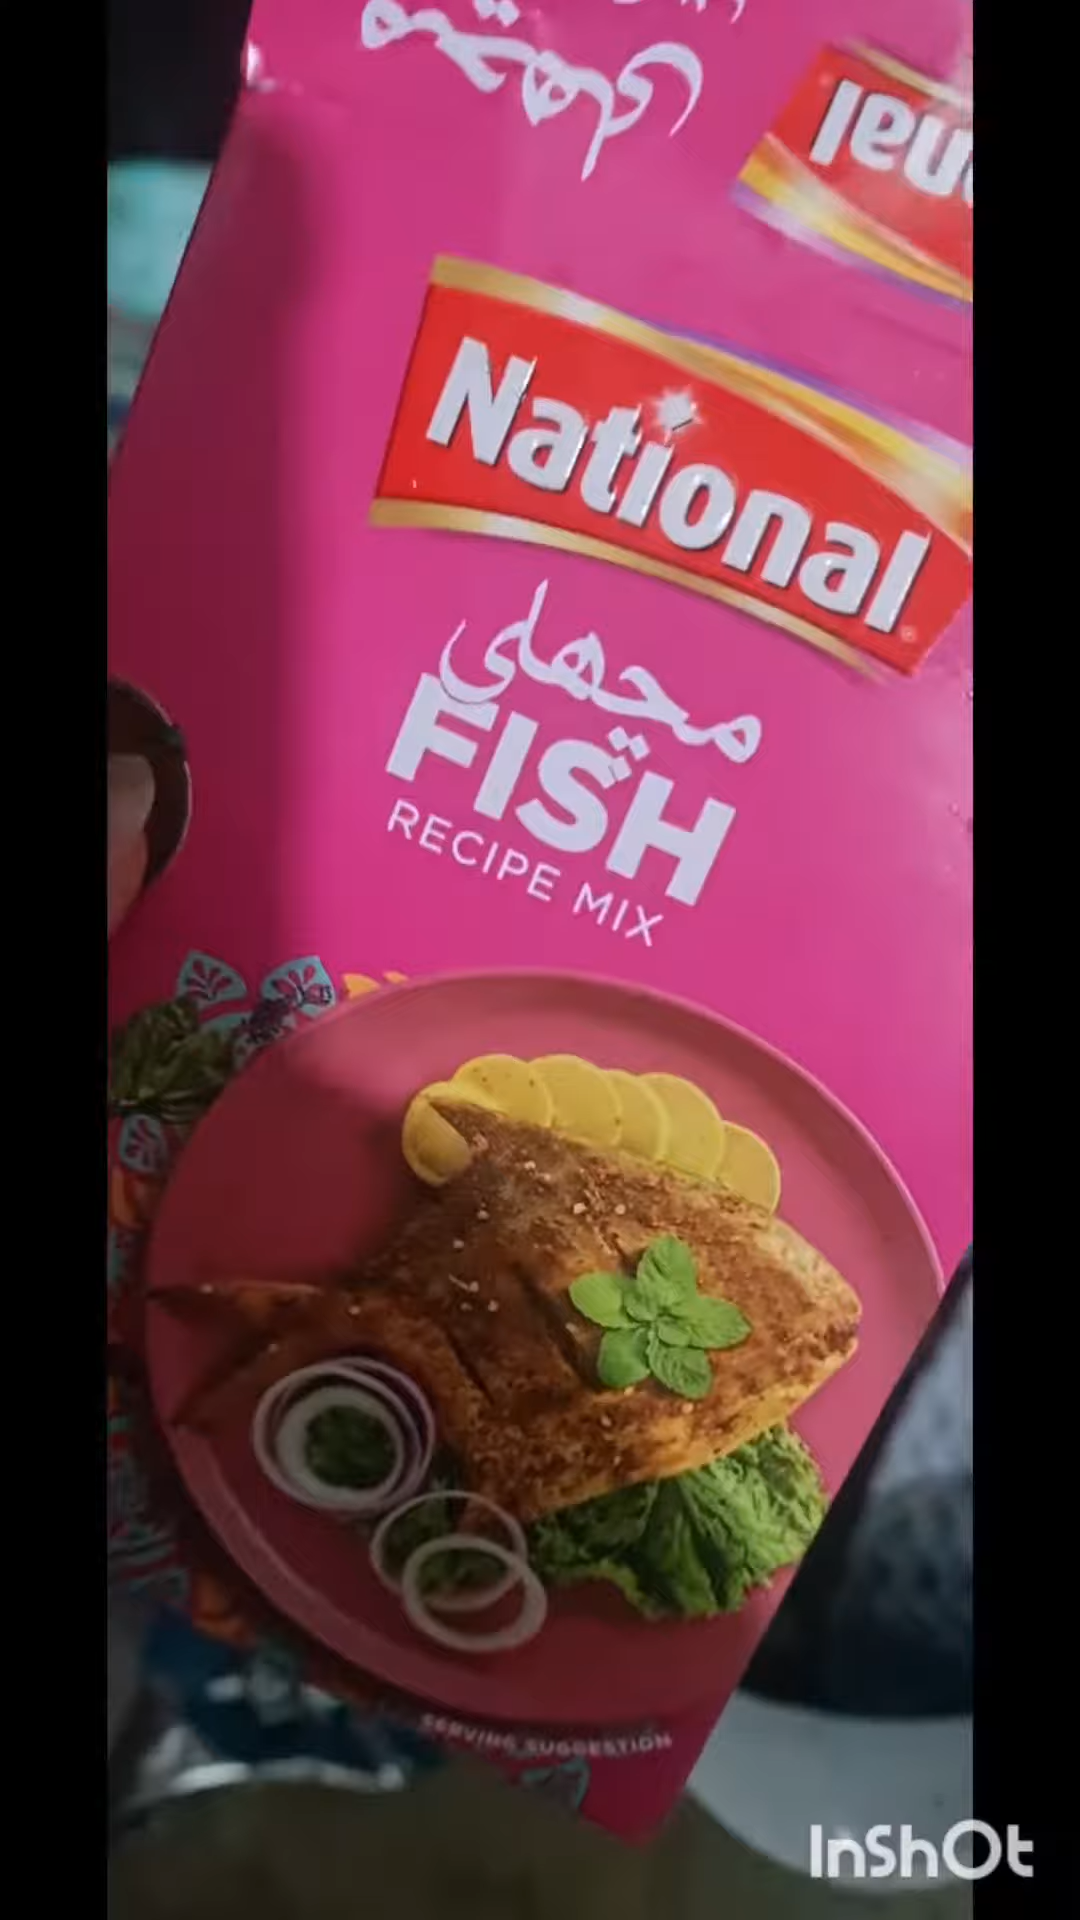 National
National
مچھلی
FISH
RECIPE MIX
SERVING SUGGESTION
InShOt